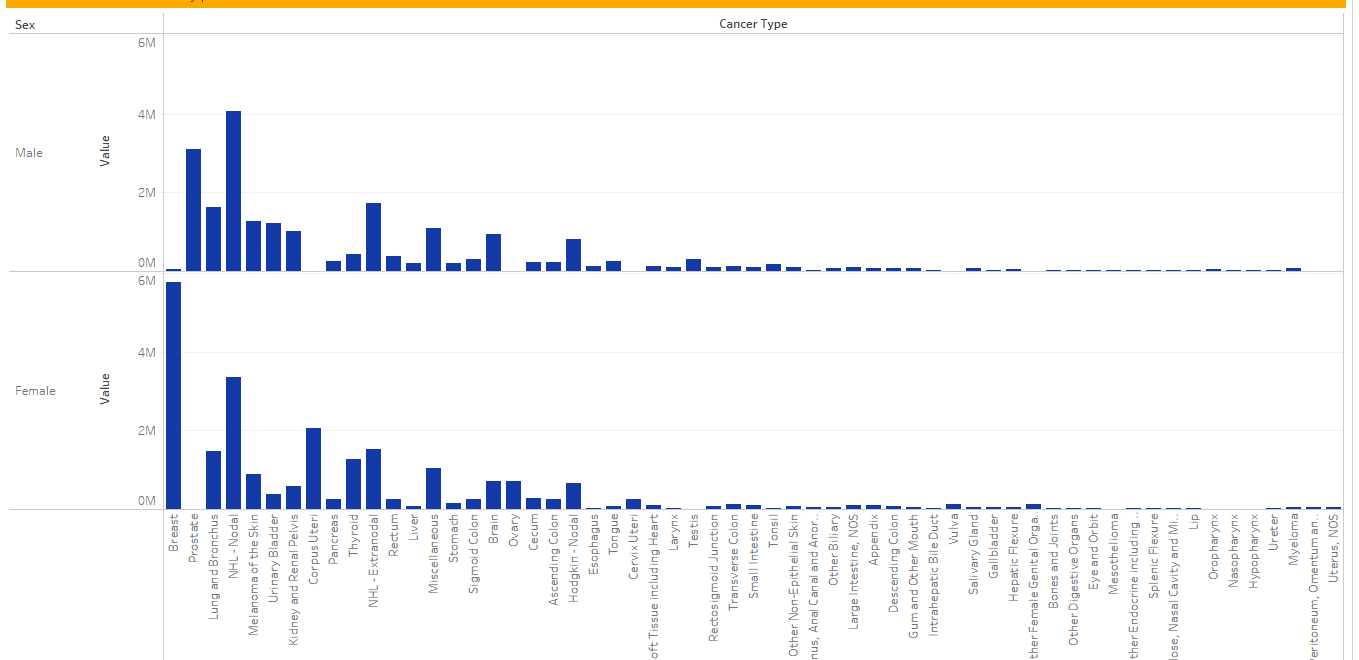 Sex
Cancer Type
6M
4M
2M
0M
Male
Value
6M
4M
2M
0M
Female
Value
Breast
Prostate
Lung and Bronchus
NHL - Nodal
Melanoma of the Skin
Urinary Bladder
Kidney and Renal Pelvis
Corpus Uteri
Pancreas
Thyroid
NHL - Extranodal
Rectum
Liver
Miscellaneous
Stomach
Sigmoid Colon
Brain
Ovary
Cecum
Ascending Colon
Hodgkin - Nodal
Esophagus
Tongue
Cervix Uteri
oft Tissue including Heart
Larynx
Testis
Rectosigmoid Junction
Transverse Colon
Small Intestine
Tonsil
Other Non-Epithelial Skin
nus, Anal Canal and Anor..
Other Biliary
Large Intestine, NOS
Appendix
Descending Colon
Gum and Other Mouth
Intrahepatic Bile Duct
Vulva
Salivary Gland
Gallbladder
Hepatic Flexure
ther Female Genital Orga..
Bones and Joints
Other Digestive Organs
Eye and Orbit
Mesothelioma
ther Endocrine including ..
Splenic Flexure
lose, Nasal Cavity and Mi..
Lip
Oropharynx
Nasopharynx
Hypopharynx
Ureter
Myeloma
Peritoneum, Omentum an..
Uterus, NOS